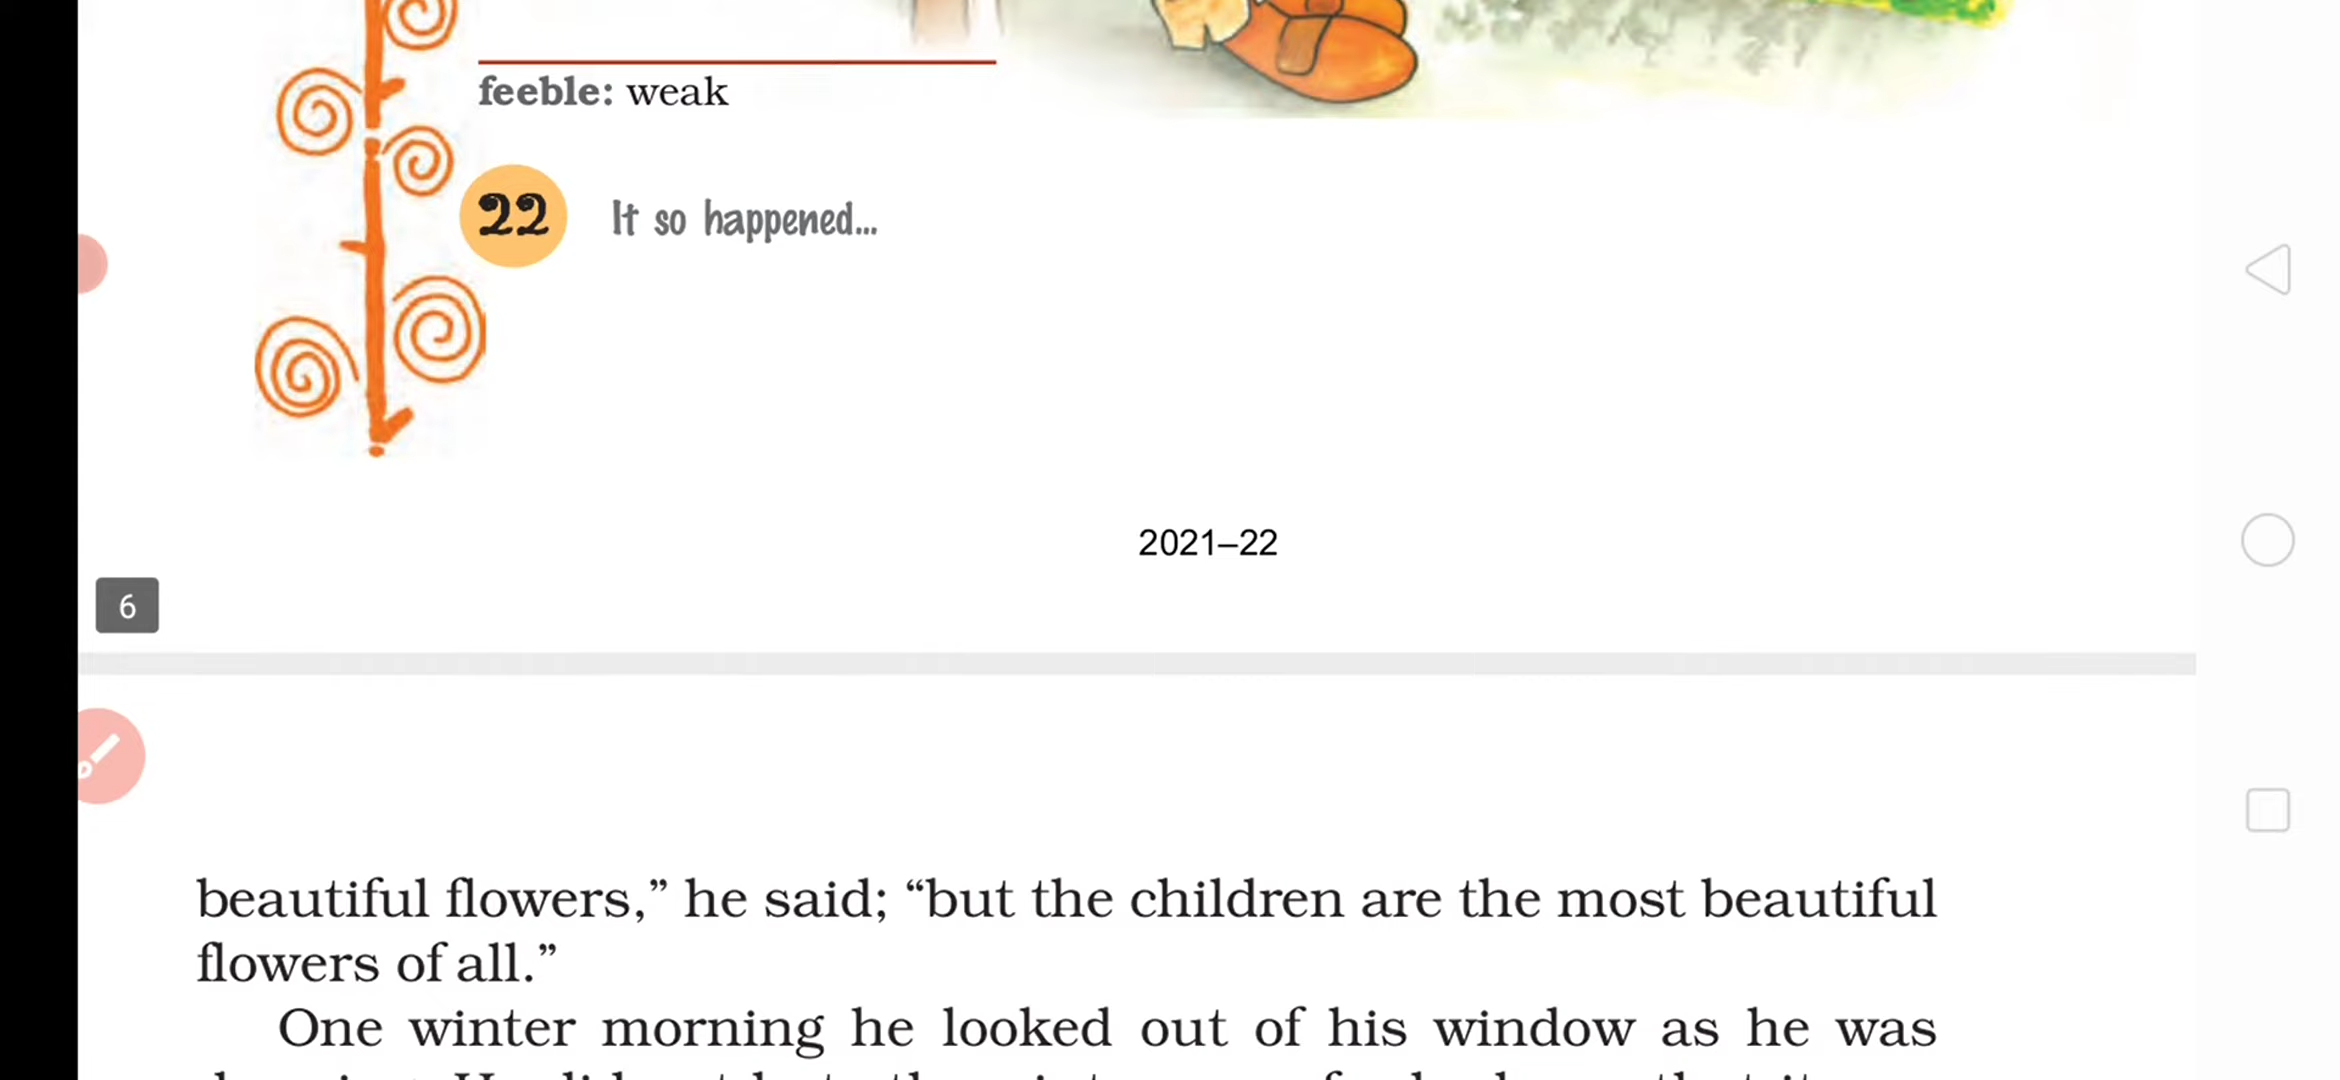 feeble: weak
22 It so happened...
2021–22
6
beautiful flowers,” he said; “but the children are the most beautiful
flowers of all.”
One winter morning he looked out of his window as he was